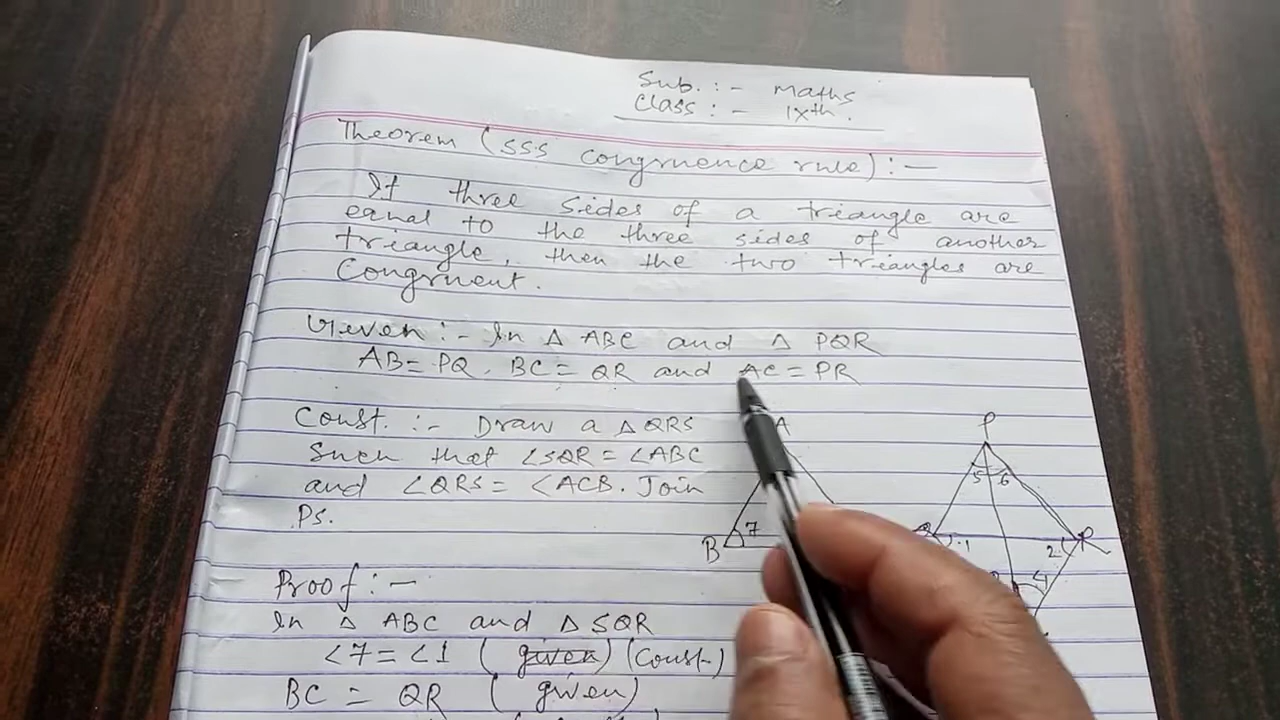 Sub. :- Maths
Class :- IXth.
Theorem (SSS congruence rule) :-
If three sides of a triangle are
equal to the three sides of another
triangle, then the two triangles are
Congruent.
Given :- In Δ ABC and Δ PQR
AB = PQ, BC = QR and AC = PR
Const. :- Draw a Δ QRS
Such that ∠SQR = ∠ABC
and ∠QRS = ∠ACB. Join
PS.
A
B 7
P
5 6
1
2 R
4
Proof :-
In Δ ABC and Δ SQR
∠7 = ∠1 (given) (Const.)
BC = QR (given)